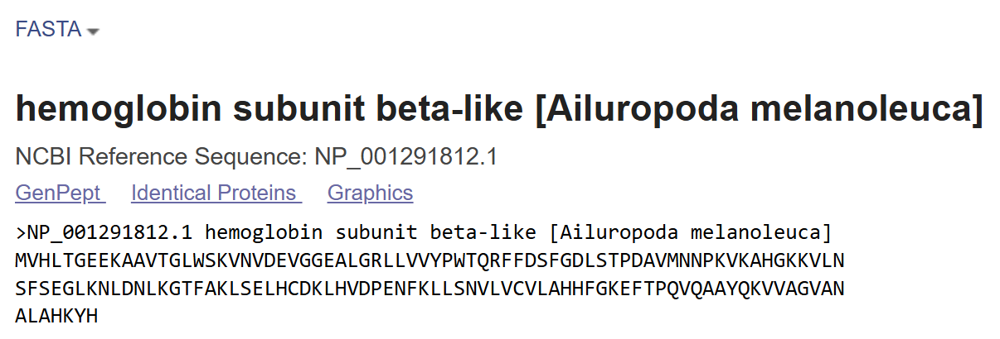 FASTA
hemoglobin subunit beta-like [Ailuropoda melanoleuca]
NCBI Reference Sequence: NP_001291812.1
GenPept Identical Proteins Graphics
>NP_001291812.1 hemoglobin subunit beta-like [Ailuropoda melanoleuca]
MVHLTGEEKAAVTGLWSKVNVDEVGGEALGRLLVVYPWTQRFFDSFGDLSTPDAVMNNPKVKAHGKKVLN
SFSEGLKNLDNLKGTFAKLSELHCDKLHVDPENFKLLSNVLVCVLAHHFGKEFTPQVQAAYQKVVAGVAN
ALAHKYH